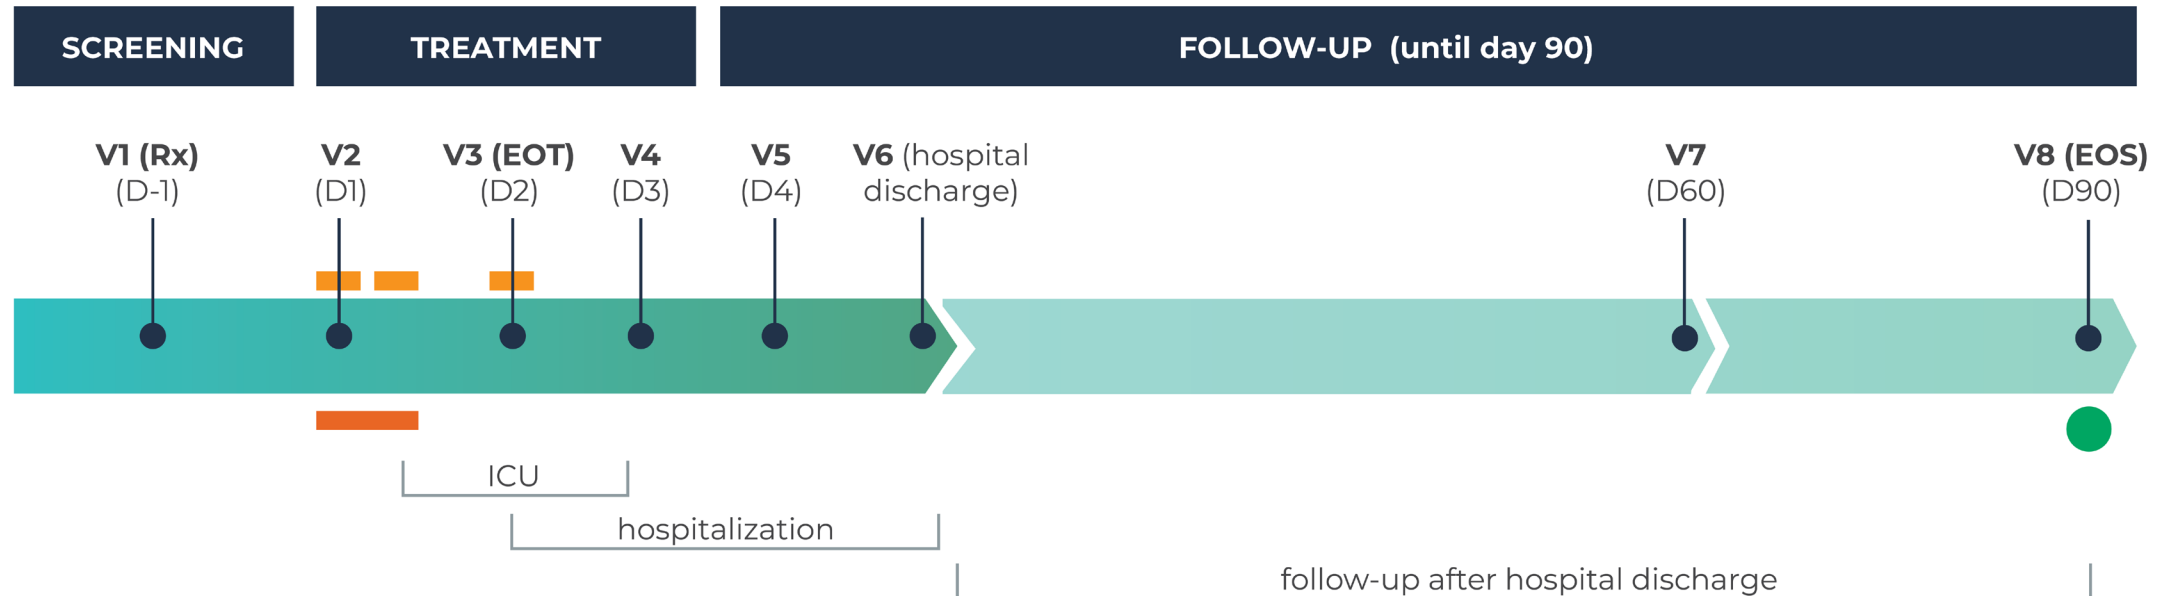 SCREENING
TREATMENT
FOLLOW-UP (until day 90)
V1 (Rx)
(D-1)
V2
(D1)
V3 (EOT)
(D2)
V4
(D3)
V5
(D4)
V6 (hospital
discharge)
V7
(D60)
V8 (EOS)
(D90)
ICU
hospitalization
follow-up after hospital discharge